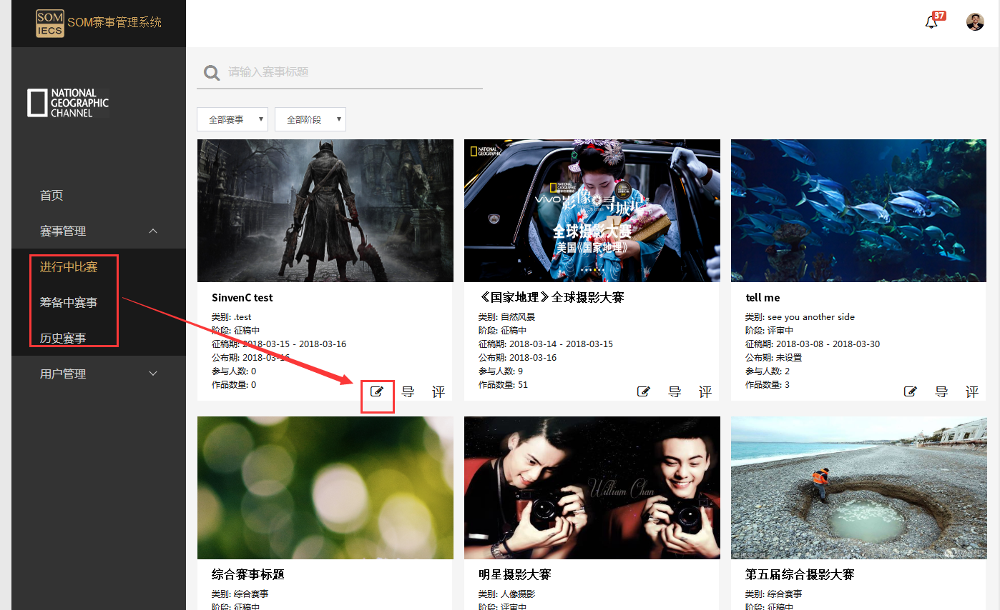 SOM
IECS
SOM赛事管理系统
37
NATIONAL
GEOGRAPHIC
CHANNEL
请输入赛事标题
全部赛事
全部阶段
首页
赛事管理
进行中比赛
筹备中赛事
历史赛事
用户管理
SinvenC test
类别: .test
阶段: 征稿中
征稿期: 2018-03-15 - 2018-03-16
公布期: 2018-03-16
参与人数: 0
作品数量: 0
导 评
NATIONAL
GEOGRAPHIC
vivo影像寻城记
全球摄影大赛
美国《国家地理》
《国家地理》全球摄影大赛
类别: 自然风景
阶段: 征稿中
征稿期: 2018-03-14 - 2018-03-15
公布期: 2018-03-16
参与人数: 9
作品数量: 51
导 评
tell me
类别: see you another side
阶段: 评审中
征稿期: 2018-03-08 - 2018-03-30
公布期: 未设置
参与人数: 2
作品数量: 3
导 评
综合赛事标题
类别: 综合赛事
阶段: 征稿中
William Chan
明星摄影大赛
类别: 人像摄影
阶段: 评审中
第五届综合摄影大赛
类别: 综合赛事
阶段: 征稿中